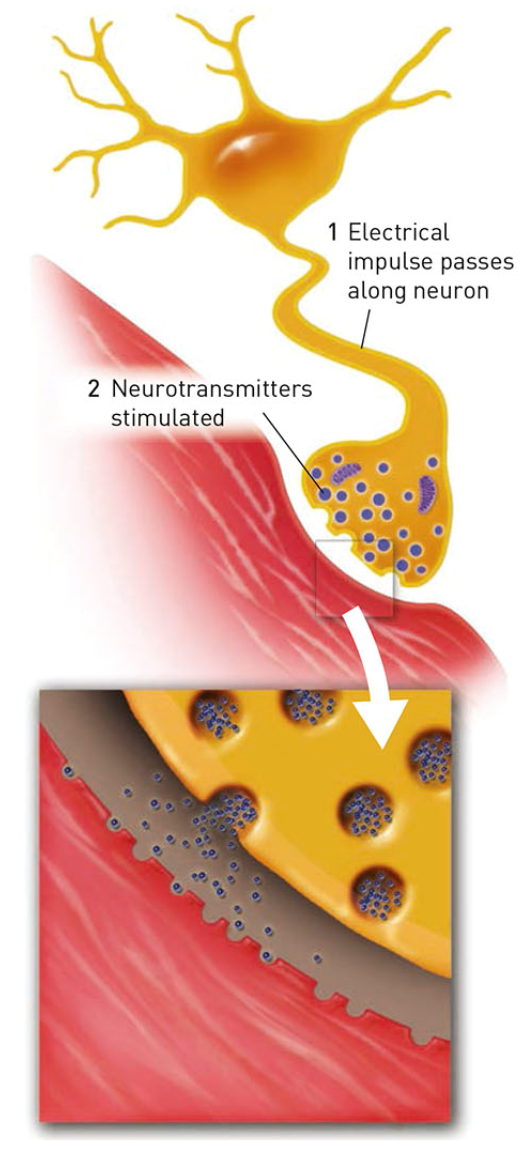 1 Electrical
impulse passes
along neuron
2 Neurotransmitters
stimulated